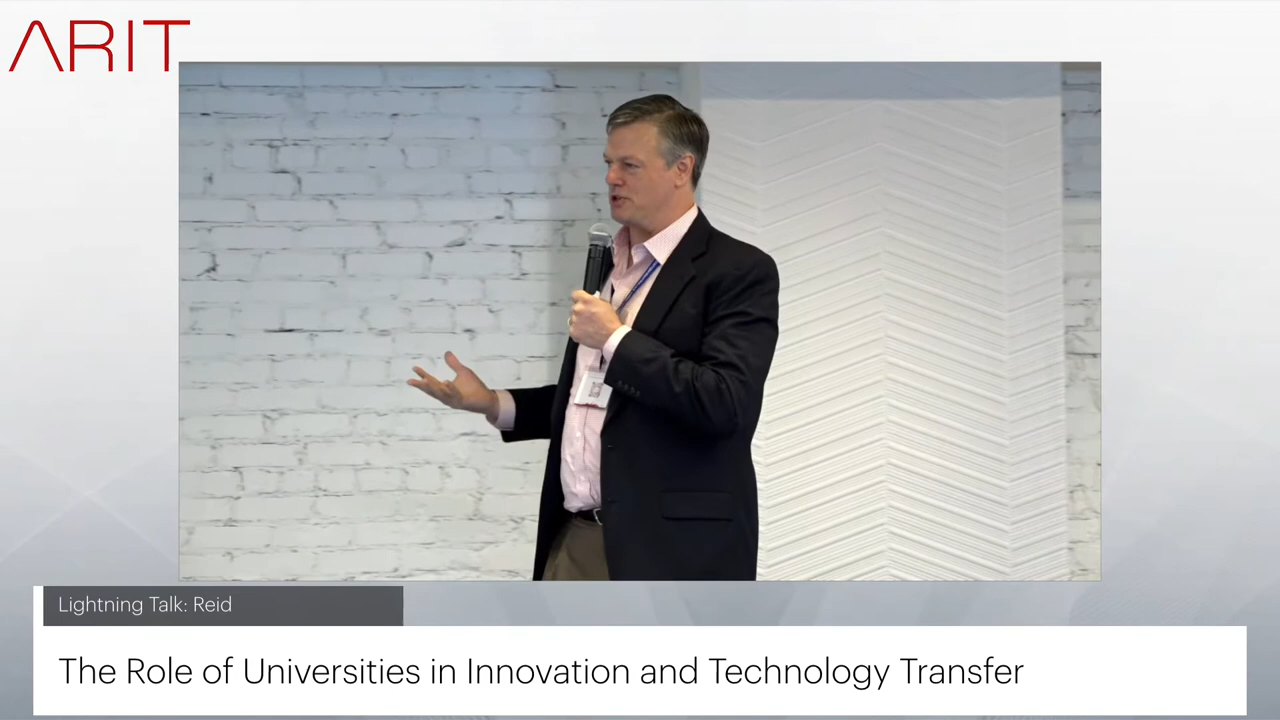 ARIT
Lightning Talk: Reid
The Role of Universities in Innovation and Technology Transfer